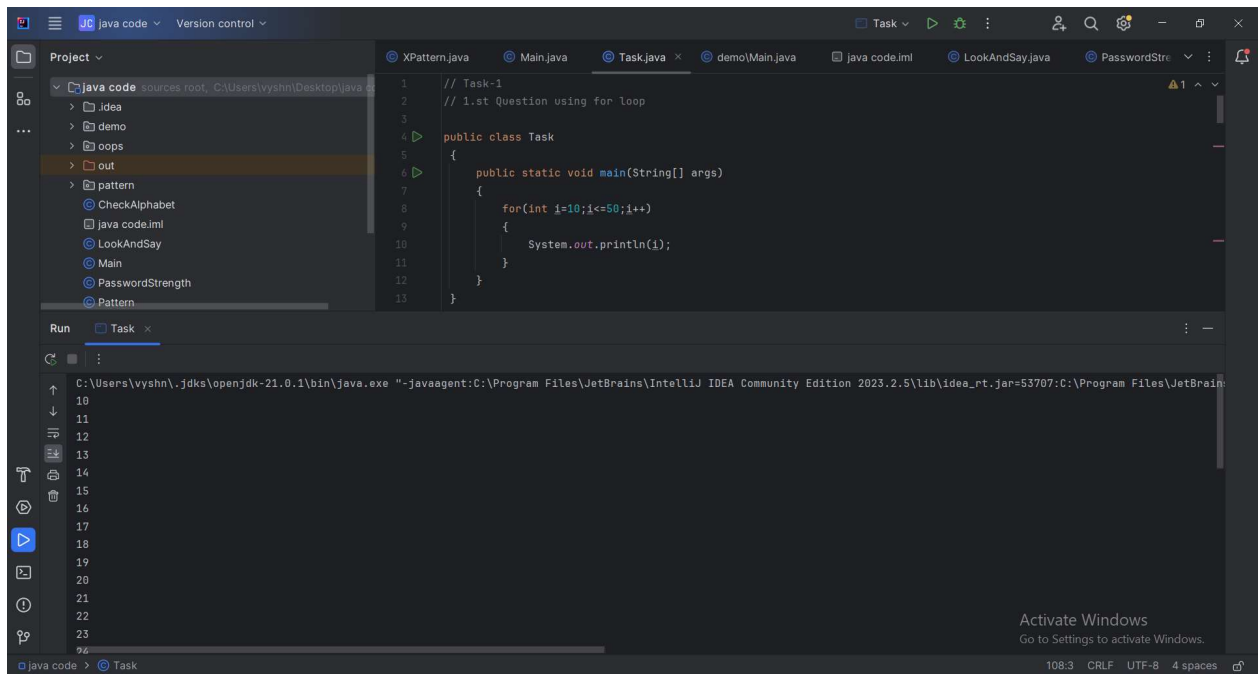 JC java code Version control Task
Project
XPattern.java Main.java Task.java demo\Main.java java code.iml LookAndSay.java PasswordStre
java code sources root, C:\Users\vyshn\Desktop\java co
.idea
demo
oops
out
pattern
CheckAlphabet
java code.iml
LookAndSay
Main
PasswordStrength
Pattern
1 // Task-1
2 // 1.st Question using for loop
3
4 public class Task
5 {
6 public static void main(String[] args)
7 {
8 for(int i=10;i<=50;i++)
9 {
10 System.out.println(i);
11 }
12 }
13 }
1
Run Task
C:\Users\vyshn\.jdks\openjdk-21.0.1\bin\java.exe "-javaagent:C:\Program Files\JetBrains\IntelliJ IDEA Community Edition 2023.2.5\lib\idea_rt.jar=53707:C:\Program Files\JetBrains
10
11
12
13
14
15
16
17
18
19
20
21
22
23
24
Activate Windows
Go to Settings to activate Windows.
java code > Task 108:3 CRLF UTF-8 4 spaces